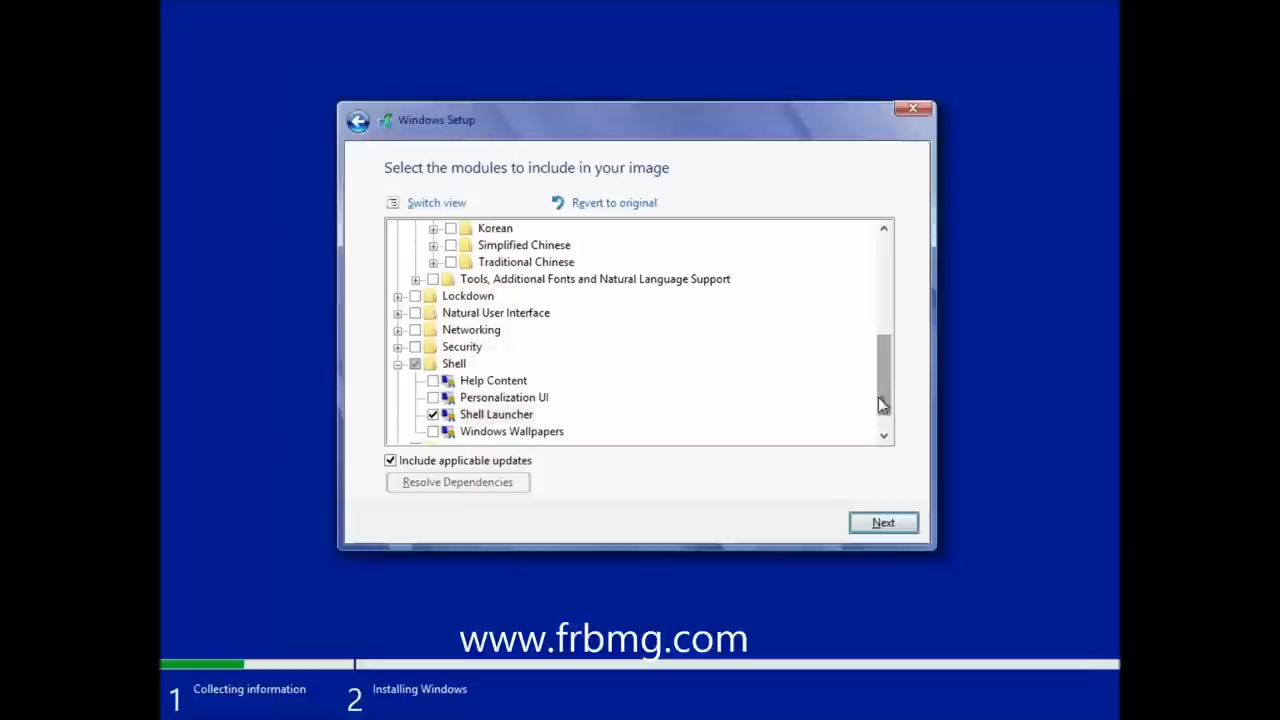 Windows Setup
Select the modules to include in your image
Switch view
Revert to original
Korean
Simplified Chinese
Traditional Chinese
Tools, Additional Fonts and Natural Language Support
Lockdown
Natural User Interface
Networking
Security
Shell
Help Content
Personalization UI
Shell Launcher
Windows Wallpapers
Include applicable updates
Resolve Dependencies
Next
www.frbmg.com
1 Collecting information
2 Installing Windows